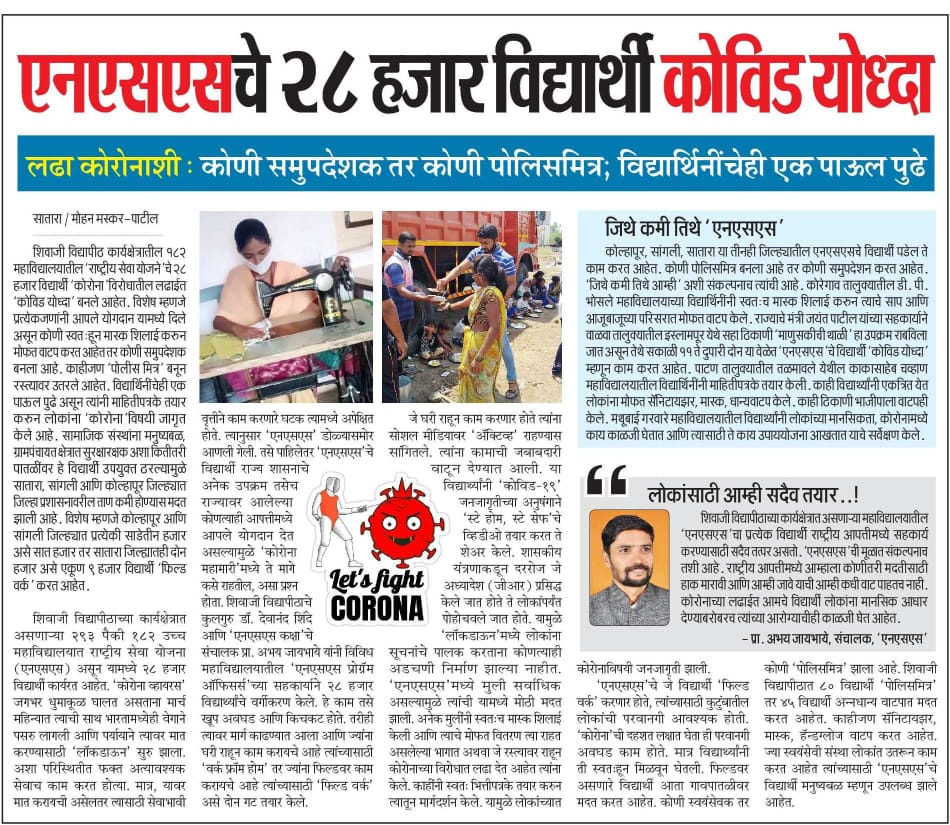 एनएसएसचे २८ हजार विद्यार्थी कोविड योध्दा
लढा कोरोनाशी : कोणी समुपदेशक तर कोणी पोलिसमित्र; विद्यार्थिनींचेही एक पाऊल पुढे
सातारा / मोहन मस्कर-पाटील
शिवाजी विद्यापीठ कार्यक्षेत्रातील १८२
महाविद्यालयातील 'राष्ट्रीय सेवा योजने'चे २८
हजार विद्यार्थी 'कोरोना'विरोधातील लढाईत
'कोविड योध्दा' बनले आहेत. विशेष म्हणजे
प्रत्येकजणांनी आपले योगदान यामध्ये दिले
असून कोणी स्वतःहून मास्क शिलाई करुन
मोफत वाटप करत आहेत तर कोणी समुपदेशक
बनला आहे. काहीजण 'पोलीस मित्र' बनून
रस्त्यावर उतरले आहेत. विद्यार्थिनींचेही एक
पाऊल पुढे असून त्यांनी माहितीपत्रके तयार
करुन लोकांना 'कोरोना'विषयी जागृत
केले आहे. सामाजिक संस्थांना मनुष्यबळ,
ग्रामपंचायत क्षेत्रात सुरक्षारक्षक अशा कितीतरी
पातळींवर हे विद्यार्थी उपयुक्त ठरल्यामुळे
सातारा, सांगली आणि कोल्हापूर जिल्ह्यात
जिल्हा प्रशासनावरील ताण कमी होण्यास मदत
झाली आहे. विशेष म्हणजे कोल्हापूर आणि
सांगली जिल्ह्यात प्रत्येकी साडेतीन हजार
असे सात हजार तर सातारा जिल्ह्यातही दोन
हजार असे एकूण ९ हजार विद्यार्थी 'फिल्ड
वर्क' करत आहेत.
शिवाजी विद्यापीठाच्या कार्यक्षेत्रात
असणाऱ्या २९३ पैकी १८२ उच्च
महाविद्यालयात राष्ट्रीय सेवा योजना
(एनएसएस) असून यामध्ये २८ हजार
विद्यार्थी कार्यरत आहेत. 'कोरोना व्हायरस'
जगभर धुमाकूळ घालत असताना मार्च
महिन्यात त्याची साथ भारतामध्येही वेगाने
पसरु लागली आणि पर्यायाने त्यावर मात
करण्यासाठी 'लॉकडाऊन' सुरु झाला.
अशा परिस्थितीत फक्त अत्यावश्यक
सेवाच काम करत होत्या. मात्र, यावर
मात करायची असेलतर त्यासाठी सेवाभावी
वृत्तीने काम करणारे घटक त्यामध्ये अपेक्षित
होते. त्यानुसार 'एनएसएस' डोळ्यासमोर
आणली गेली. तसे पाहिलेतर 'एनएसएस'चे
विद्यार्थी राज्य शासनाचे
अनेक उपक्रम तसेच
राज्यावर आलेल्या
कोणत्याही आपत्तीमध्ये
आपले योगदान देत
असल्यामुळे 'कोरोना
महामारी'मध्ये ते मागे
कसे राहतील, असा प्रश्न
होता. शिवाजी विद्यापीठाचे
कुलगुरु डॉ. देवानंद शिंदे
आणि 'एनएसएस कक्षा'चे
संचालक प्रा. अभय जायभाये यांनी विविध
महाविद्यालयातील 'एनएसएस प्रोग्रॅम
ऑफिसर्स'च्या सहकार्याने २८ हजार
विद्यार्थ्यांचे वर्गीकरण केले. हे काम तसे
खूप अवघड आणि किचकट होते. तरीही
त्यावर मार्ग काढण्यात आला आणि ज्यांना
घरी राहून काम करायचे आहे त्यांच्यासाठी
'वर्क फ्रॉम होम' तर ज्यांना फिल्डवर काम
करायचे आहे त्यांच्यासाठी 'फिल्ड वर्क'
असे दोन गट तयार केले.
Let's fight
CORONA
जे घरी राहून काम करणार होते त्यांना
सोशल मीडियावर 'ॲक्टिव्ह' राहण्यास
सांगितले. त्यांना कामाची जबाबदारी
वाटून देण्यात आली. या
विद्यार्थ्यांनी 'कोविड-१९'
जनजागृतीच्या अनुषंगाने
'स्टे होम, स्टे सेफ'चे
व्हिडीओ तयार करत ते
शेअर केले. शासकीय
यंत्रणाकडून दररोज जे
अध्यादेश (जीआर) प्रसिद्ध
केले जात होते ते लोकांपर्यंत
पोहोचवले जात होते. यामुळे
'लॉकडाऊन'मध्ये लोकांना
सूचनांचे पालक करताना कोणत्याही
अडचणी निर्माण झाल्या नाहीत.
'एनएसएस'मध्ये मुली सर्वाधिक
असल्यामुळे त्यांची यामध्ये मोठी मदत
झाली. अनेक मुलींनी स्वतःच मास्क शिलाई
केली आणि त्याचे मोफत वितरण त्या राहत
असलेल्या भागात अथवा जे रस्त्यावर राहून
कोरोनाच्या विरोधात लढा देत आहेत त्यांना
केले. काहींनी स्वतः भित्तीपत्रके तयार करुन
त्यातून मार्गदर्शन केले. यामुळे लोकांच्यात
जिथे कमी तिथे 'एनएसएस'
कोल्हापूर, सांगली, सातारा या तीनही जिल्ह्यातील एनएसएसचे विद्यार्थी पडेल ते
काम करत आहेत. कोणी पोलिसमित्र बनला आहे तर कोणी समुपदेशन करत आहेत.
'जिथे कमी तिथे आम्ही' अशी संकल्पनाच त्यांची आहे. कोरेगाव तालुक्यातील डी. पी.
भोसले महाविद्यालयाच्या विद्यार्थिनींनी स्वतःच मास्क शिलाई करुन त्याचे साप आणि
आजूबाजूच्या परिसरात मोफत वाटप केले. राज्याचे मंत्री जयंत पाटील यांच्या सहकार्याने
वाळवा तालुक्यातील इस्लामपूर येथे सहा ठिकाणी 'माणुसकीची थाळी' हा उपक्रम राबविला
जात असून तेथे सकाळी ११ ते दुपारी दोन या वेळेत 'एनएसएस'चे विद्यार्थी 'कोविड योध्दा'
म्हणून काम करत आहेत. पाटण तालुक्यातील तळमावले येथील काकासाहेब चव्हाण
महाविद्यालयातील विद्यार्थिनींनी माहितीपत्रके तयार केली. काही विद्यार्थ्यांनी एकत्रित येत
लोकांना मोफत सॅनिटायझर, मास्क, धान्यवाटप केले. काही ठिकाणी भाजीपाला वाटपही
केले. मथूबाई गरवारे महाविद्यालयातील विद्यार्थ्यांनी लोकांच्या मानसिकता, कोरोनामध्ये
काय काळजी घेतात आणि त्यासाठी ते काय उपाययोजना आखतात याचे सर्वेक्षण केले.
लोकांसाठी आम्ही सदैव तयार..!
शिवाजी विद्यापीठाच्या कार्यक्षेत्रात असणाऱ्या महाविद्यालयातील
'एनएसएस'चा प्रत्येक विद्यार्थी राष्ट्रीय आपत्तीमध्ये सहकार्य
करण्यासाठी सदैव तत्पर असतो. 'एनएसएस'ची मूळात संकल्पनाच
तशी आहे. राष्ट्रीय आपत्तीमध्ये आम्हाला कोणीतरी मदतीसाठी
हाक मारावी आणि आम्ही जावे याची आम्ही कधी वाट पाहतच नाही.
कोरोनाच्या लढाईत आमचे विद्यार्थी लोकांना मानसिक आधार
देण्याबरोबरच त्यांच्या आरोग्याचीही काळजी घेत आहेत.
- प्रा. अभय जायभाये, संचालक, 'एनएसएस'
कोरोनाविषयी जनजागृती झाली.
'एनएसएस'चे जे विद्यार्थी 'फिल्ड
वर्क' करणार होते, त्यांच्यासाठी कुटुंबातील
लोकांची परवानगी आवश्यक होती.
'कोरोना'ची दहशत लक्षात घेता ही परवानगी
अवघड काम होते. मात्र विद्यार्थ्यांनी
ती स्वतःहून मिळवून घेतली. फिल्डवर
असणारे विद्यार्थी आता गावपातळीवर
मदत करत आहेत. कोणी स्वयंसेवक तर
कोणी 'पोलिसमित्र' झाला आहे. शिवाजी
विद्यापीठात ८० विद्यार्थी 'पोलिसमित्र'
तर ४५ विद्यार्थी अन्नधान्य वाटपात मदत
करत आहेत. काहीजण सॅनिटायझर,
मास्क, हॅन्डग्लोज वाटप करत आहेत.
ज्या स्वयंसेवी संस्था लोकांत उतरून काम
करत आहेत त्यांच्यासाठी 'एनएसएस'चे
विद्यार्थी मनुष्यबळ म्हणून उपलब्ध झाले
आहेत.